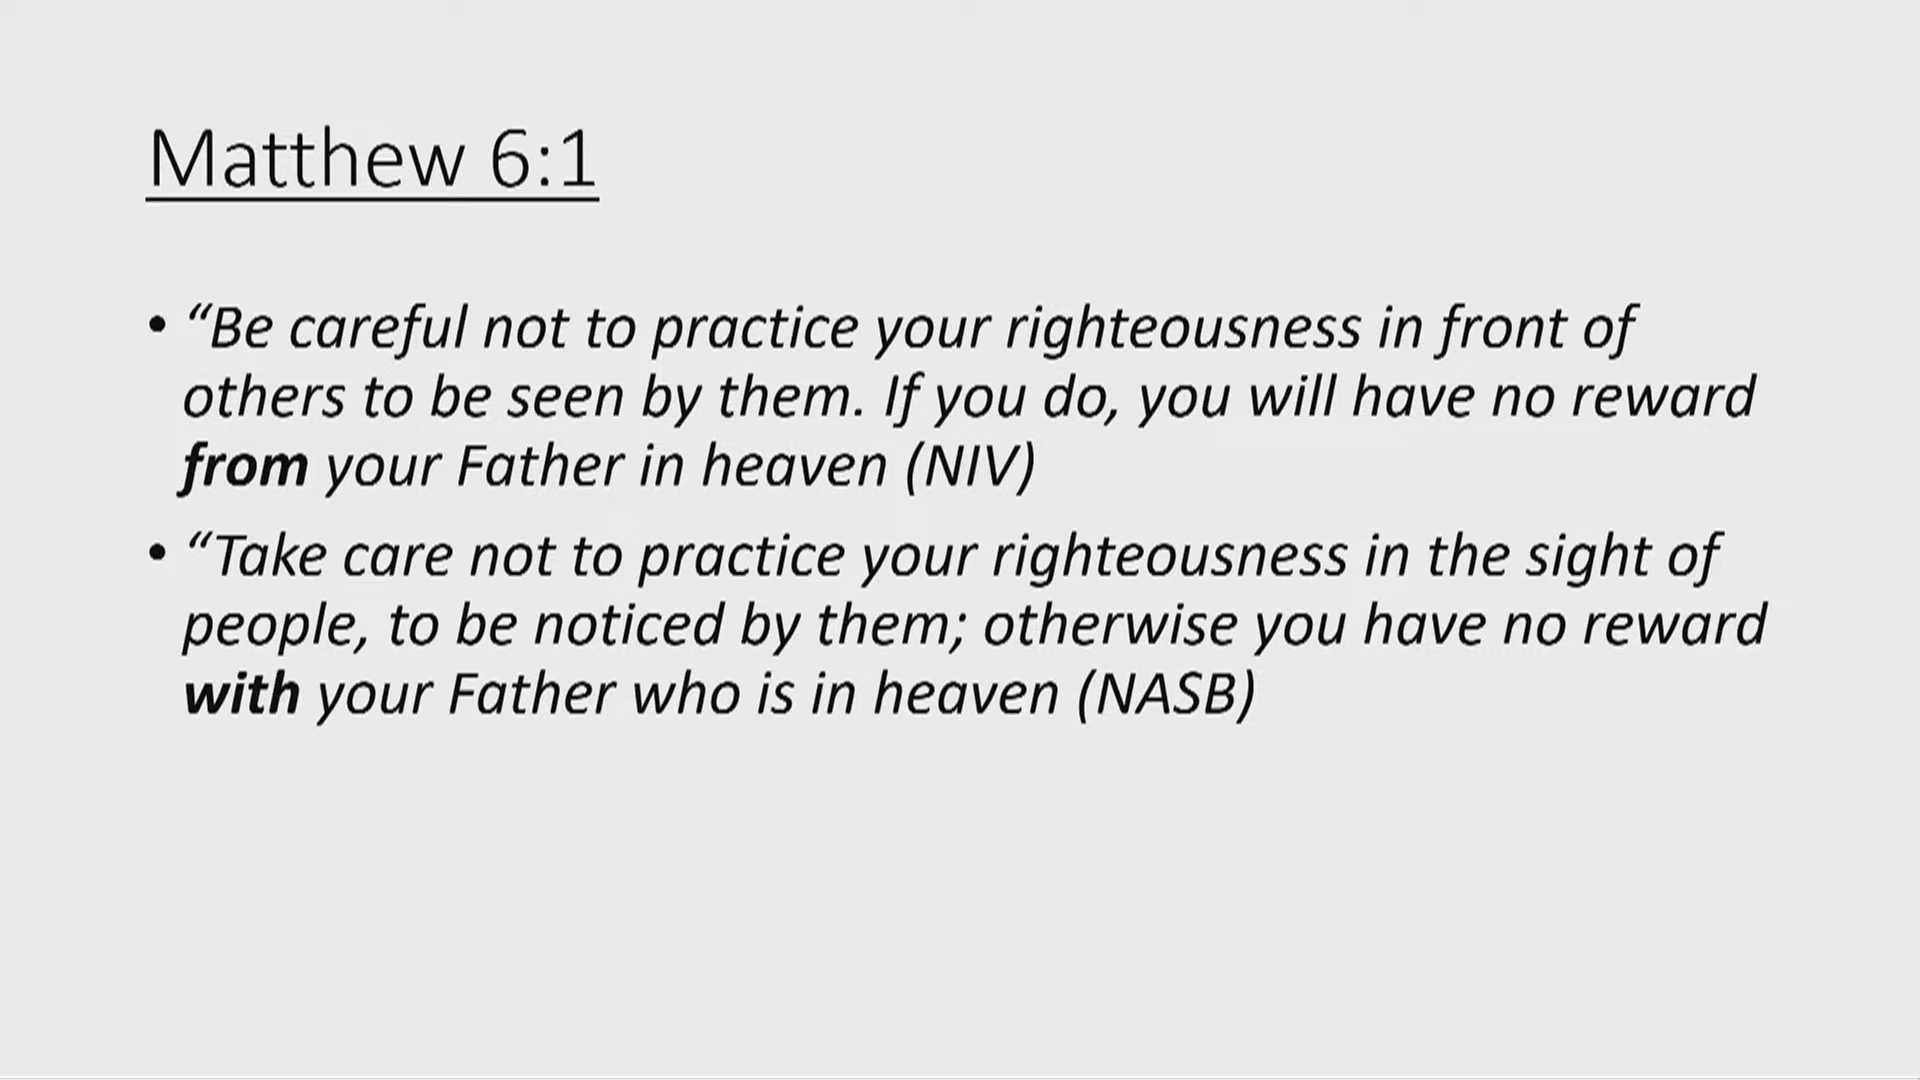 Matthew 6:1
• “Be careful not to practice your righteousness in front of
others to be seen by them. If you do, you will have no reward
from your Father in heaven (NIV)
• “Take care not to practice your righteousness in the sight of
people, to be noticed by them; otherwise you have no reward
with your Father who is in heaven (NASB)